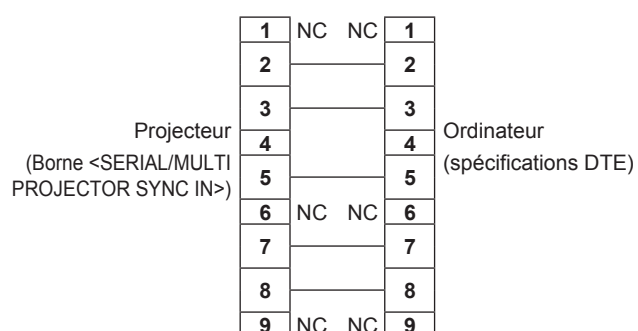 1 NC NC 1
2 2
3 3
Projecteur
4 4
Ordinateur
(Borne <SERIAL/MULTI
PROJECTOR SYNC IN>)
(spécifications DTE)
5 5
6 NC NC 6
7 7
8 8
9 NC NC 9